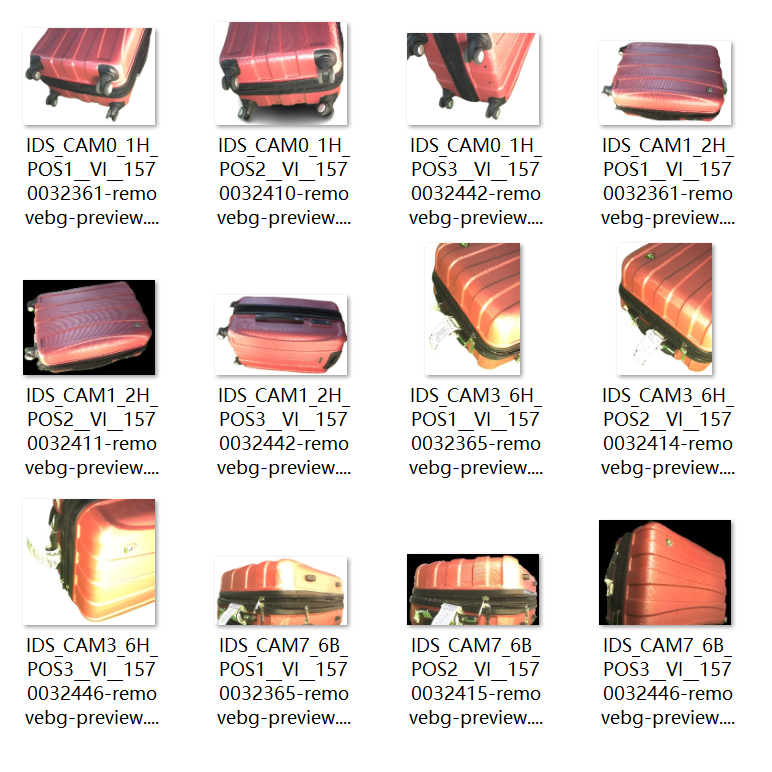 IDS_CAM0_1H_
POS1__VI__157
0032361-remo
vebg-preview....
IDS_CAM0_1H_
POS2__VI__157
0032410-remo
vebg-preview....
IDS_CAM0_1H_
POS3__VI__157
0032442-remo
vebg-preview....
IDS_CAM1_2H_
POS1__VI__157
0032361-remo
vebg-preview....
IDS_CAM1_2H_
POS2__VI__157
0032411-remo
vebg-preview....
IDS_CAM1_2H_
POS3__VI__157
0032442-remo
vebg-preview....
IDS_CAM3_6H_
POS1__VI__157
0032365-remo
vebg-preview....
IDS_CAM3_6H_
POS2__VI__157
0032414-remo
vebg-preview....
IDS_CAM3_6H_
POS3__VI__157
0032446-remo
vebg-preview....
IDS_CAM7_6B_
POS1__VI__157
0032365-remo
vebg-preview....
IDS_CAM7_6B_
POS2__VI__157
0032415-remo
vebg-preview....
IDS_CAM7_6B_
POS3__VI__157
0032446-remo
vebg-preview....